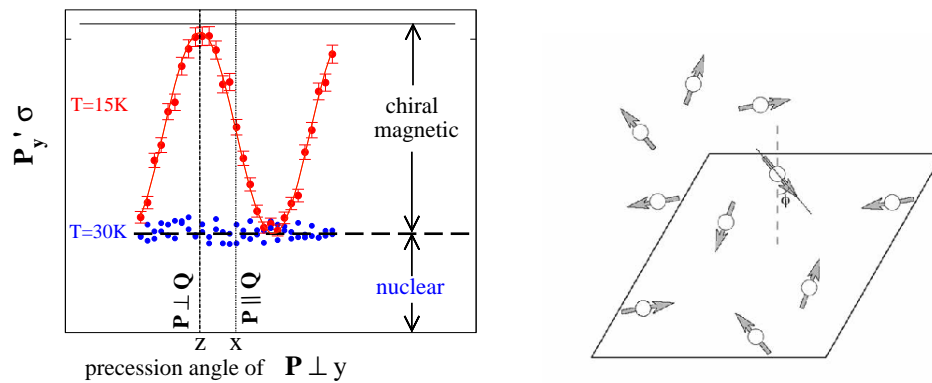 P_y' σ
T=15K
T=30K
chiral
magnetic
nuclear
P ⊥ Q
P || Q
z x
precession angle of P ⊥ y
ϕ